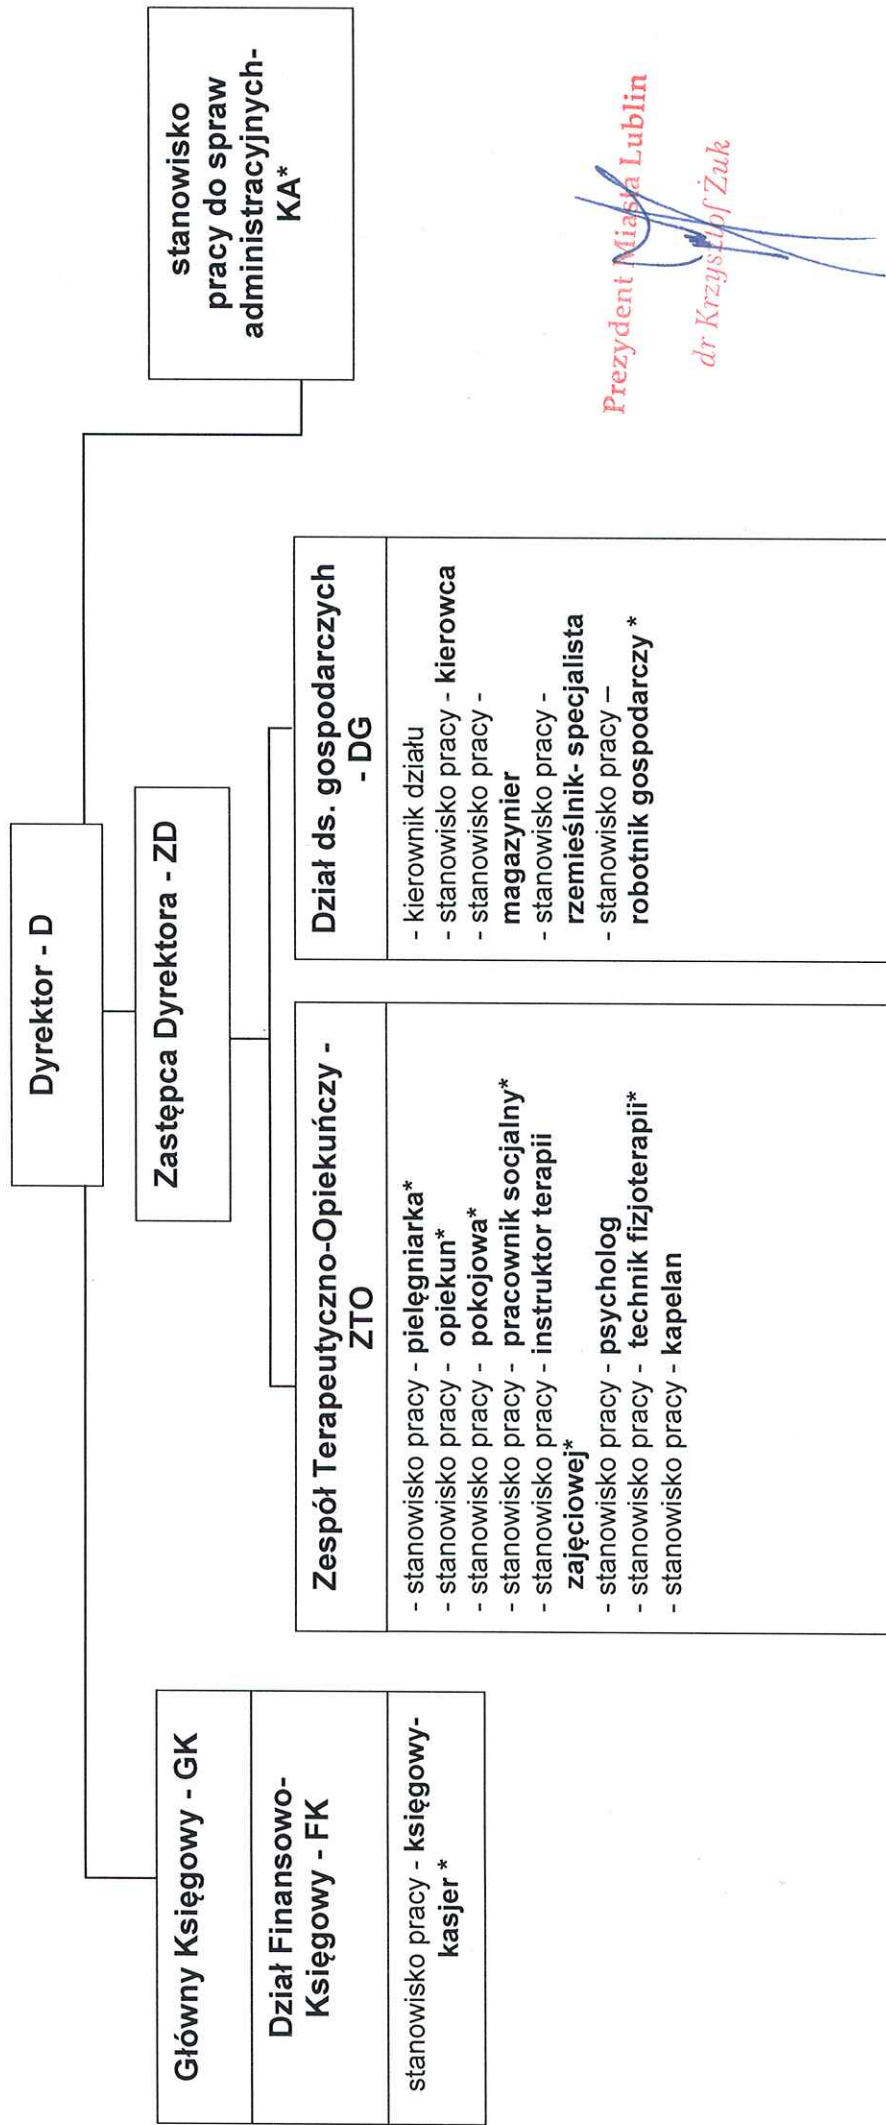 Dyrektor - D
Zastępca Dyrektora - ZD
Główny Księgowy - GK
Dział Finansowo-
Księgowy - FK
stanowisko pracy - księgowy-
kasjer *
Zespół Terapeutyczno-Opiekuńczy -
ZTO
- stanowisko pracy - pielęgniarka*
- stanowisko pracy - opiekun*
- stanowisko pracy - pokojowa*
- stanowisko pracy - pracownik socjalny*
- stanowisko pracy - instruktor terapii
zajęciowej*
- stanowisko pracy - psycholog
- stanowisko pracy - technik fizjoterapii*
- stanowisko pracy - kapelan
Dział ds. gospodarczych
- DG
- kierownik działu
- stanowisko pracy - kierowca
- stanowisko pracy -
magazynier
- stanowisko pracy -
rzemieślnik- specjalista
- stanowisko pracy –
robotnik gospodarczy *
stanowisko
pracy do spraw
administracyjnych-
KA*
Prezydent Miasta Lublin
dr Krzysztof Żuk